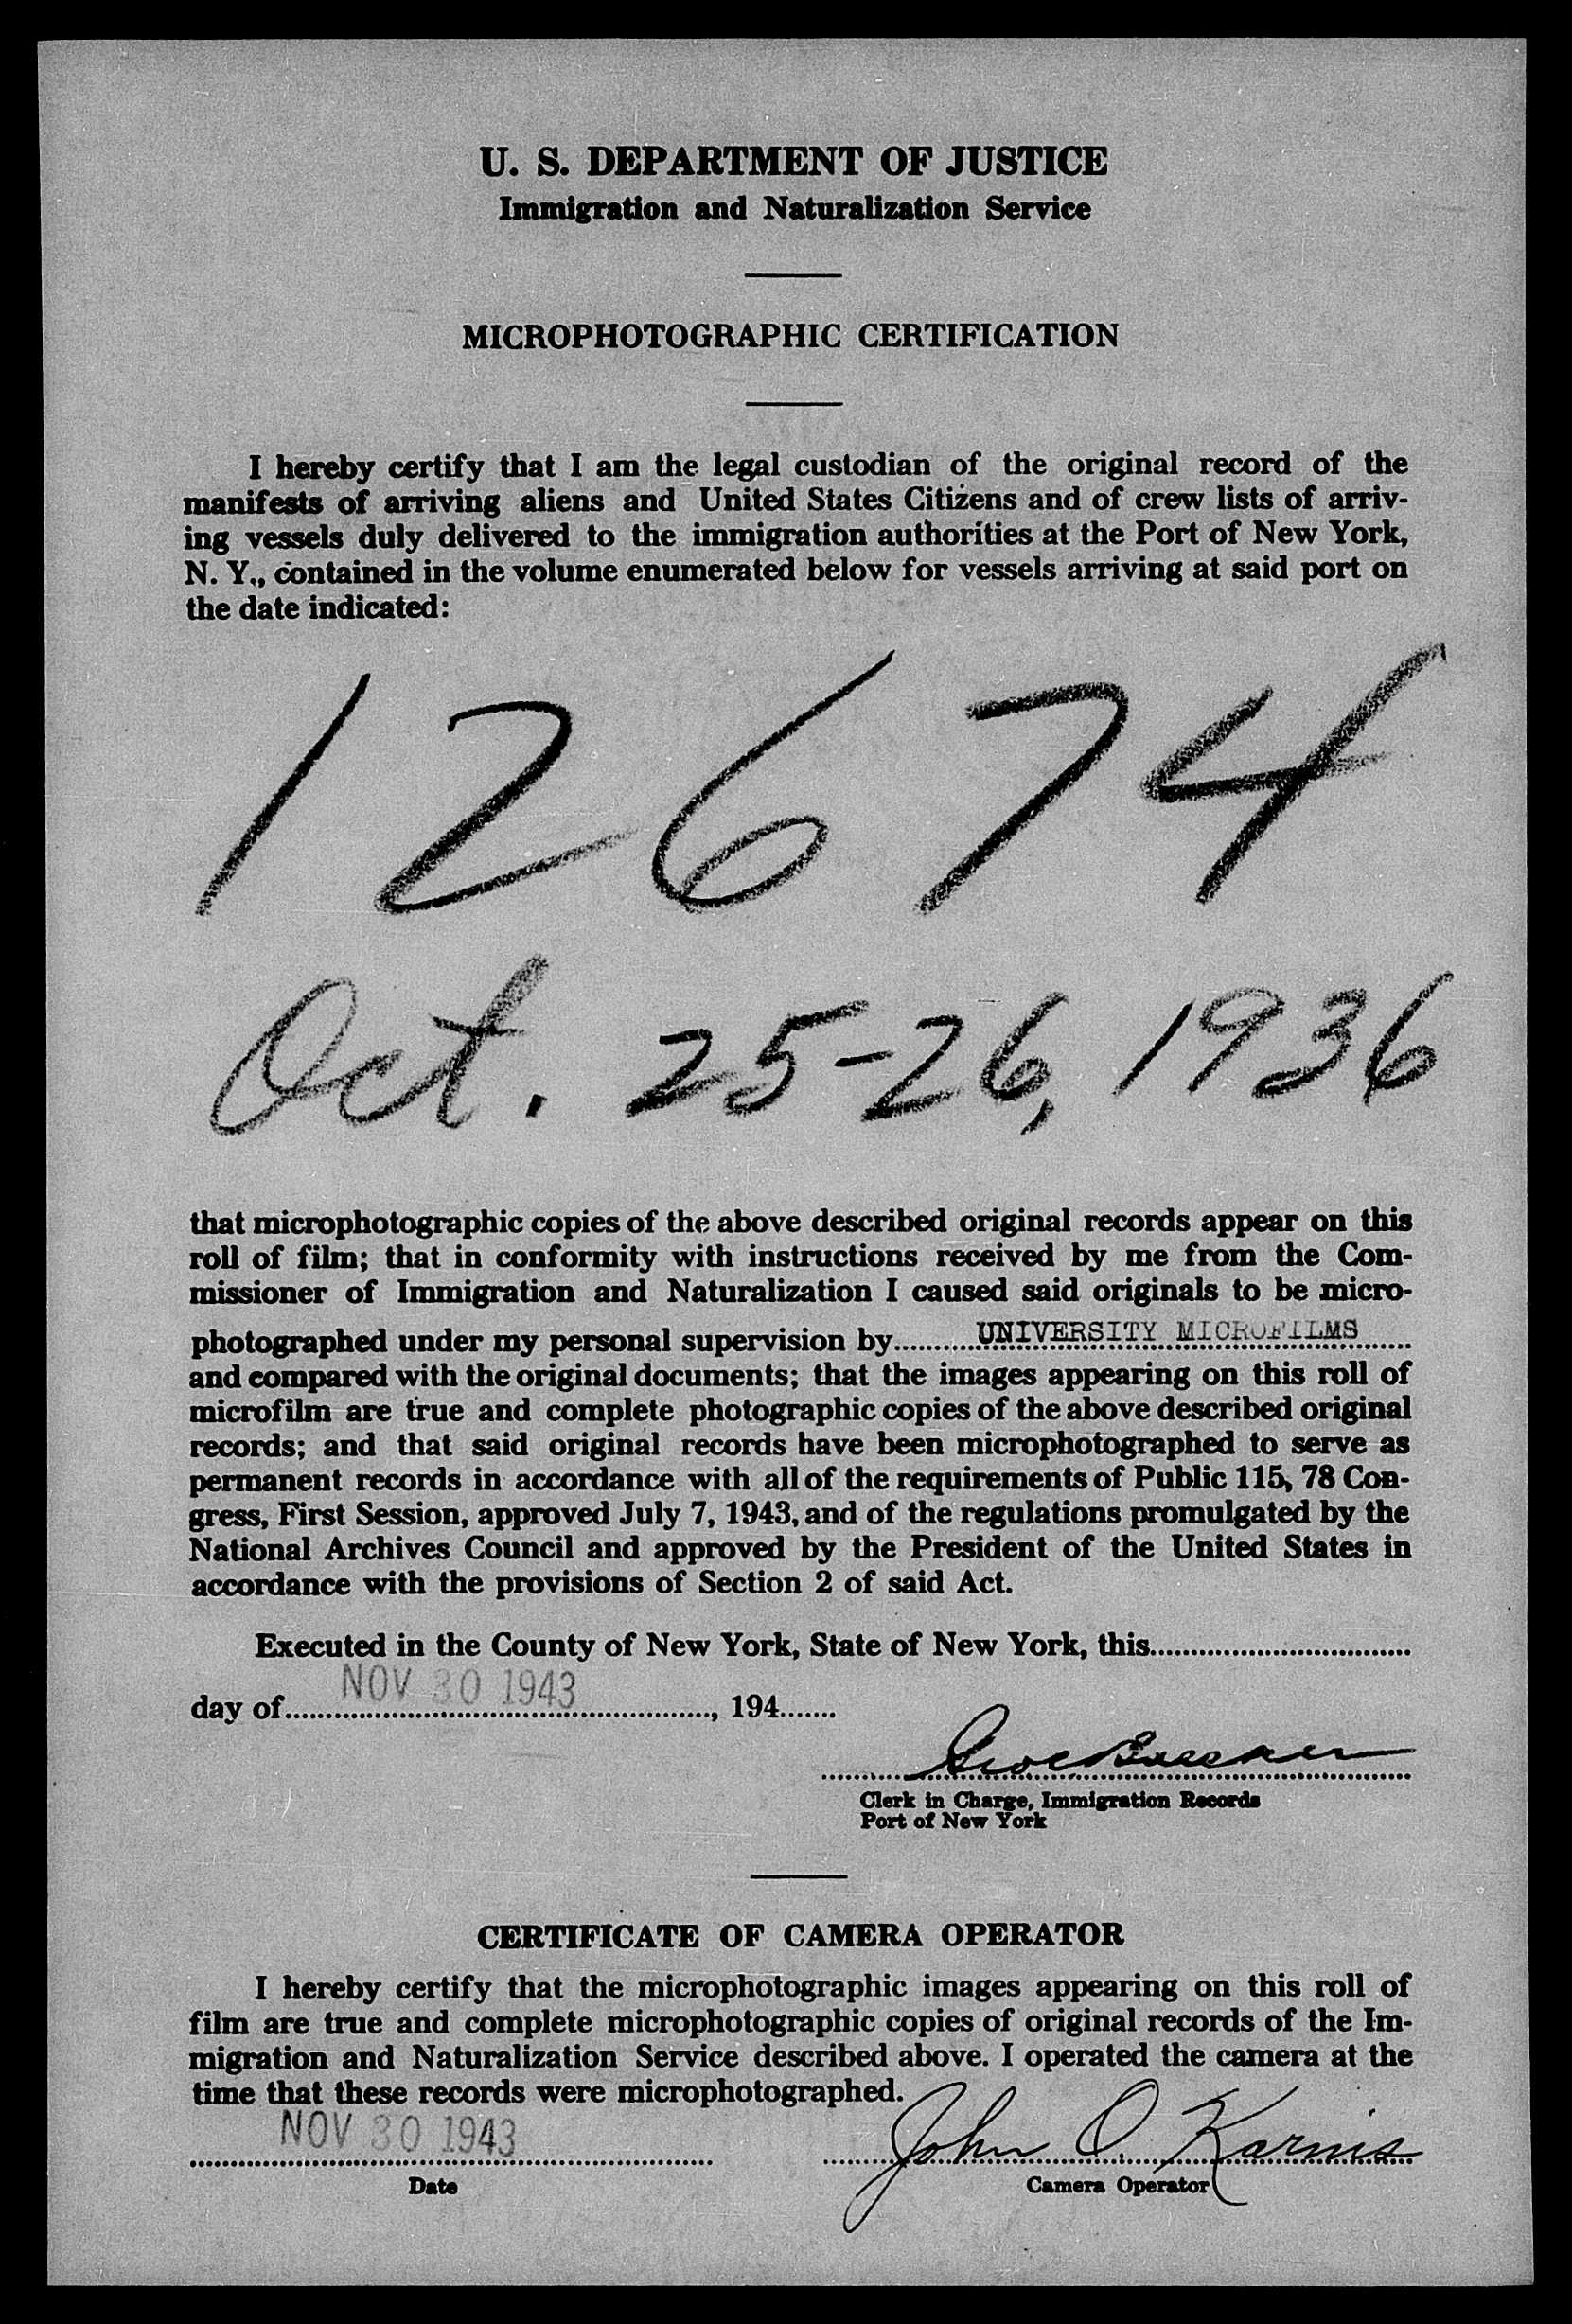 U. S. DEPARTMENT OF JUSTICE
Immigration and Naturalization Service
MICROPHOTOGRAPHIC CERTIFICATION
I hereby certify that I am the legal custodian of the original record of the
manifests of arriving aliens and United States Citizens and of crew lists of arriv-
ing vessels duly delivered to the immigration authorities at the Port of New York,
N. Y., contained in the volume enumerated below for vessels arriving at said port on
the date indicated:
12674
Oct. 25-26, 1936
that microphotographic copies of the above described original records appear on this
roll of film; that in conformity with instructions received by me from the Com-
missioner of Immigration and Naturalization I caused said originals to be micro-
photographed under my personal supervision by UNIVERSITY MICROFILMS
and compared with the original documents; that the images appearing on this roll of
microfilm are true and complete photographic copies of the above described original
records; and that said original records have been microphotographed to serve as
permanent records in accordance with all of the requirements of Public 115, 78 Con-
gress, First Session, approved July 7, 1943, and of the regulations promulgated by the
National Archives Council and approved by the President of the United States in
accordance with the provisions of Section 2 of said Act.
Executed in the County of New York, State of New York, this
day of NOV 30 1943, 194
Clerk in Charge, Immigration Records
Port of New York
CERTIFICATE OF CAMERA OPERATOR
I hereby certify that the microphotographic images appearing on this roll of
film are true and complete microphotographic copies of original records of the Im-
migration and Naturalization Service described above. I operated the camera at the
time that these records were microphotographed.
NOV 30 1943 John O. Karnis
Date Camera Operator